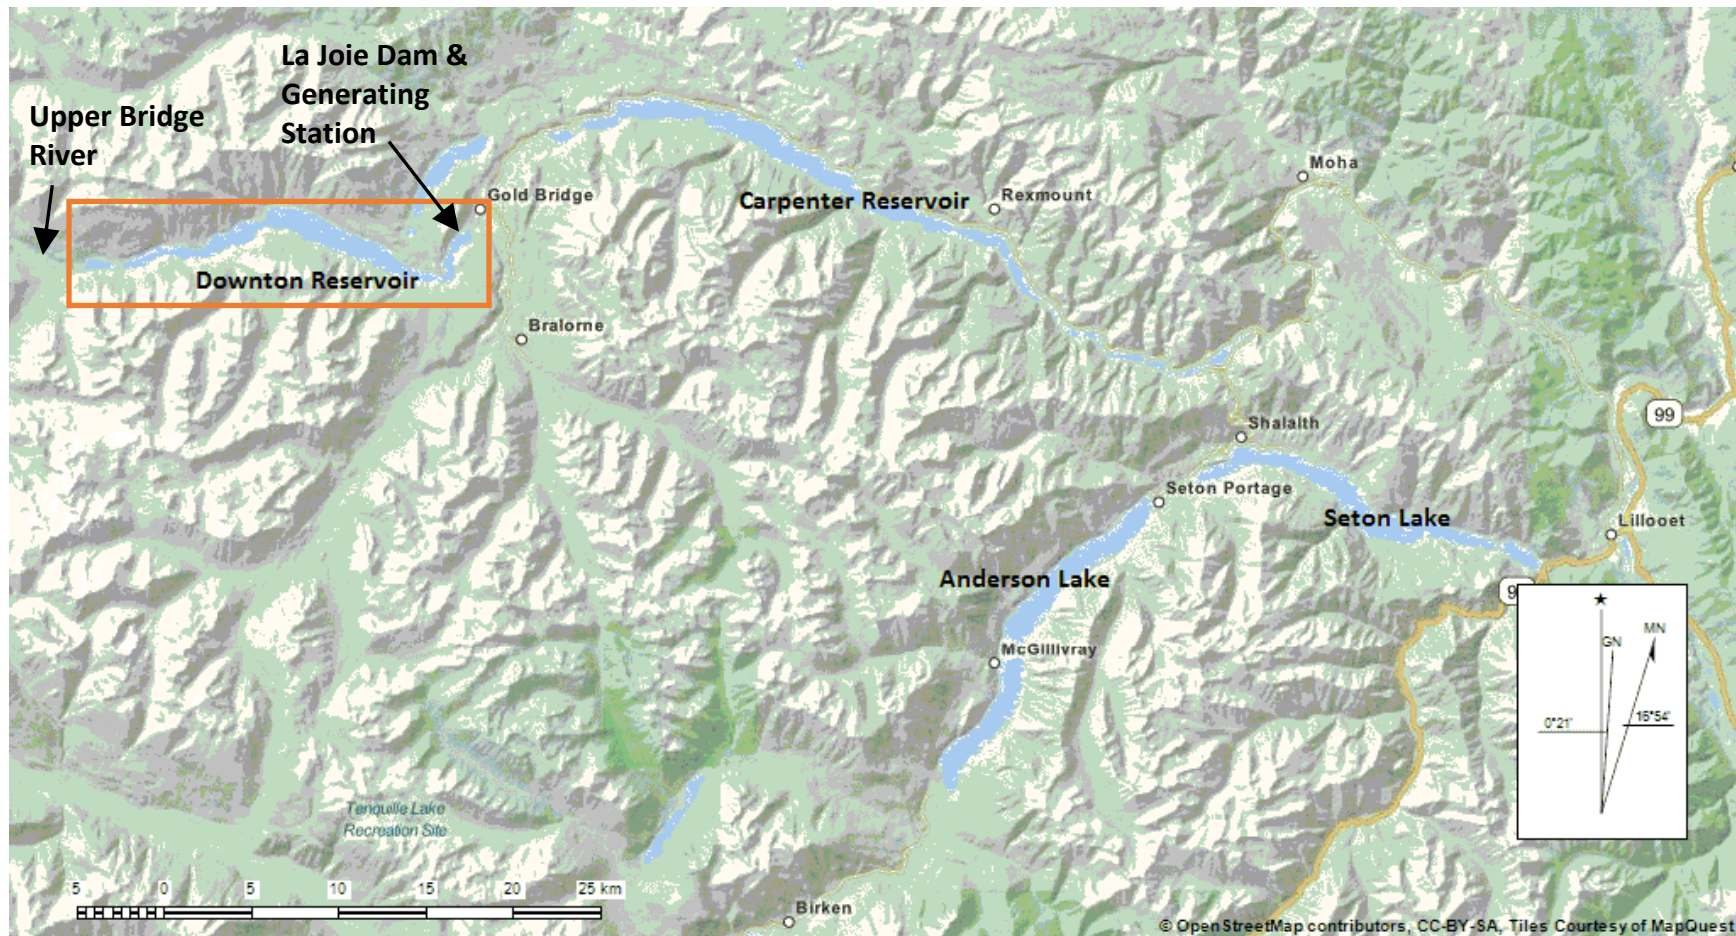 La Joie Dam &
Generating
Station
Upper Bridge
River
Gold Bridge
Moha
Carpenter Reservoir
Rexmount
Downton Reservoir
Bralorne
99
Shalalth
Seton Portage
Seton Lake
Lillooet
Anderson Lake
McGillivray
GN
MN
0°21'
16°54'
Tenquille Lake
Recreation Site
5 0 5 10 15 20 25 km
Birken
© OpenStreetMap contributors, CC-BY-SA, Tiles Courtesy of MapQuest